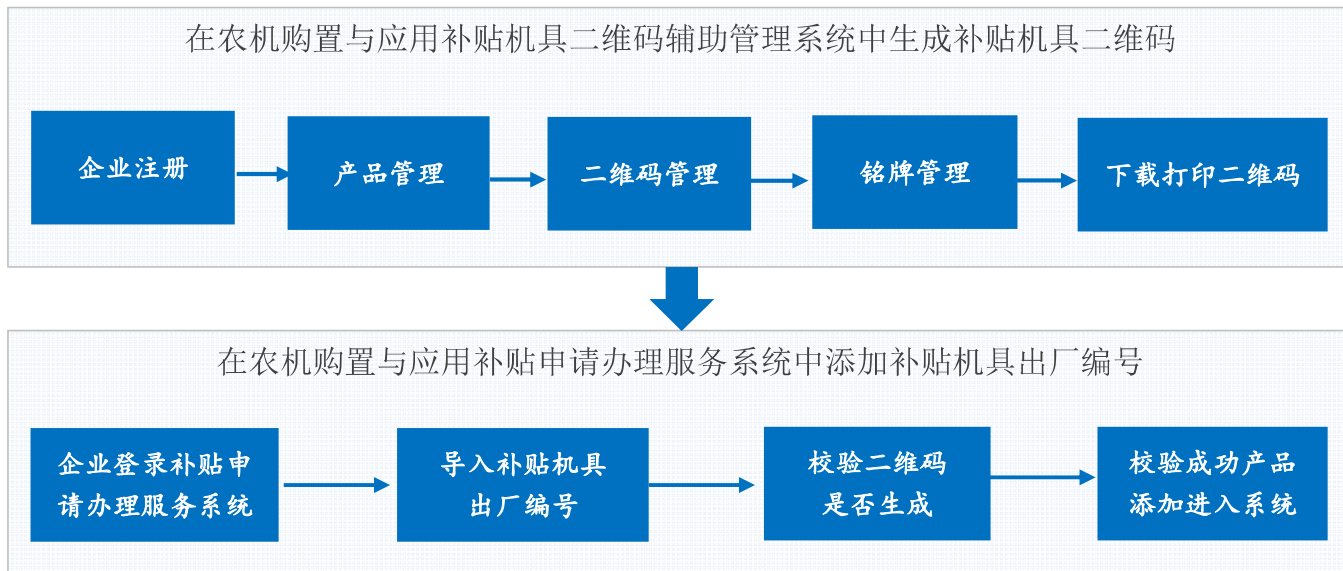 在农机购置与应用补贴机具二维码辅助管理系统中生成补贴机具二维码
企业注册
产品管理
二维码管理
铭牌管理
下载打印二维码
在农机购置与应用补贴申请办理服务系统中添加补贴机具出厂编号
企业登录补贴申
请办理服务系统
导入补贴机具
出厂编号
校验二维码
是否生成
校验成功产品
添加进入系统